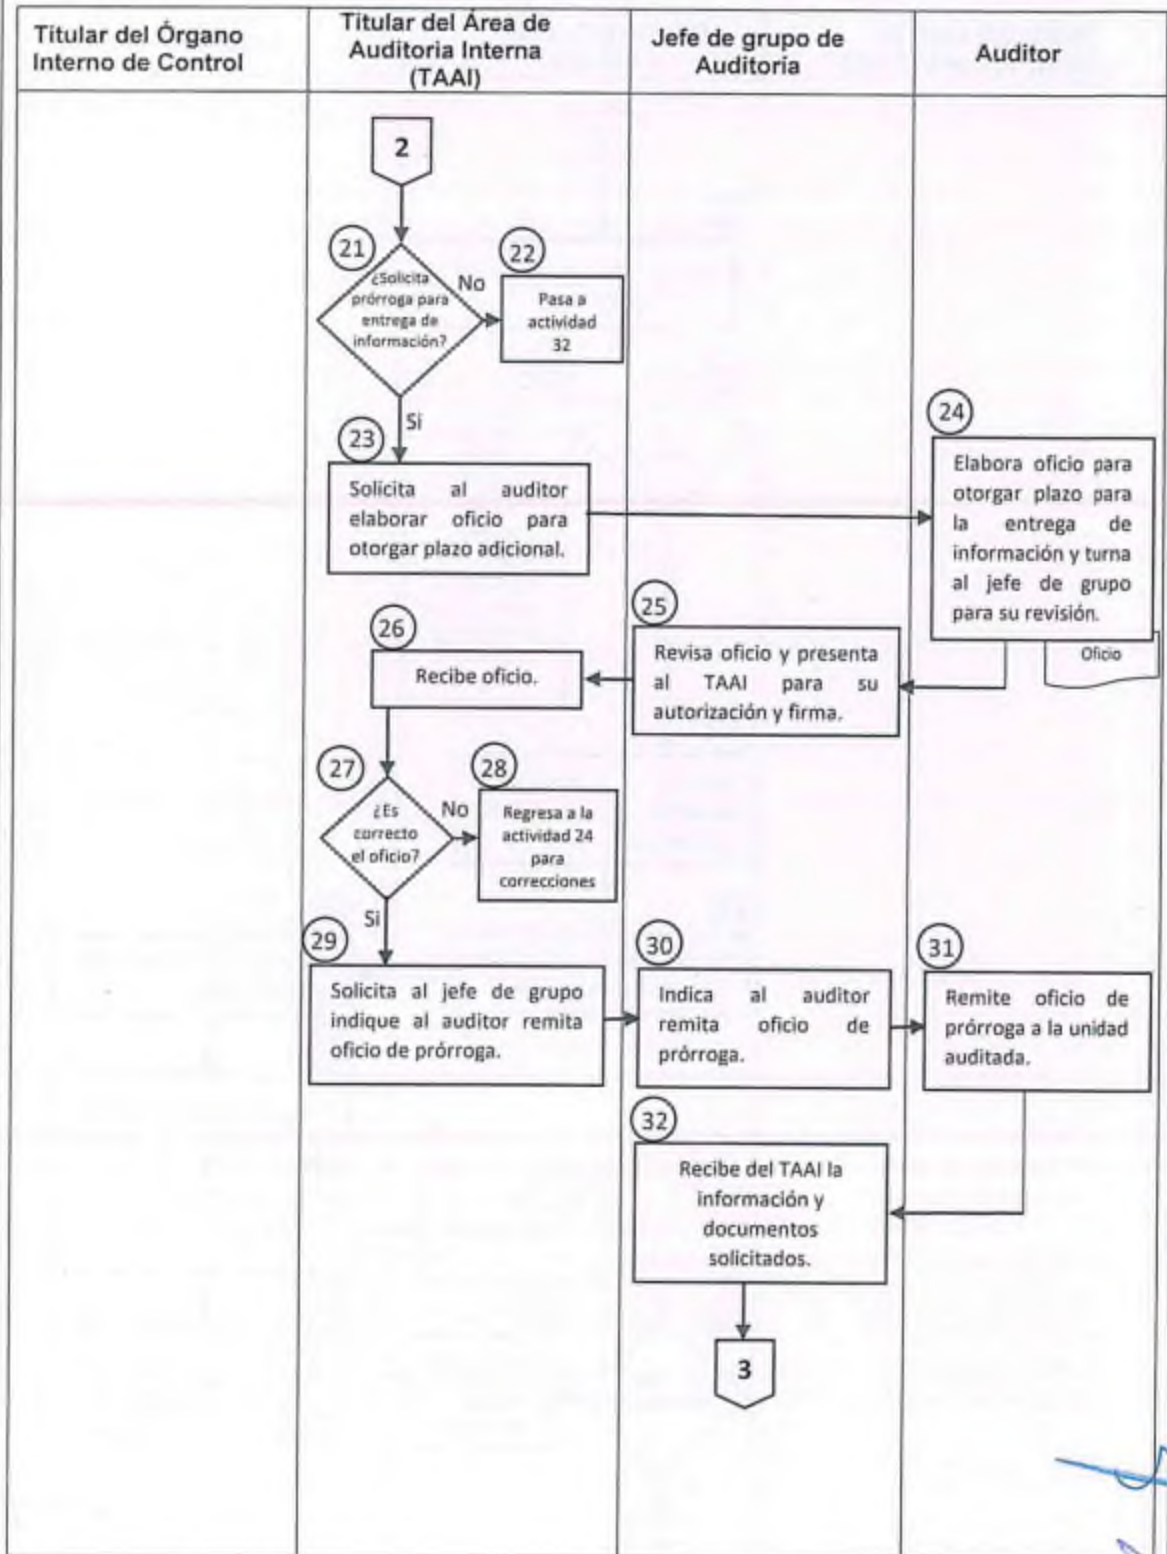 Titular del Órgano
Interno de Control
Titular del Área de
Auditoria Interna
(TAAI)
Jefe de grupo de
Auditoría
Auditor
2
21
¿Solicita
prórroga para
entrega de
información?
No
22
Pasa a
actividad
32
Si
23
Solicita al auditor
elaborar oficio para
otorgar plazo adicional.
24
Elabora oficio para
otorgar plazo para
la entrega de
información y turna
al jefe de grupo
para su revisión.
Oficio
25
Revisa oficio y presenta
al TAAI para su
autorización y firma.
26
Recibe oficio.
27
¿Es
correcto
el oficio?
No
28
Regresa a la
actividad 24
para
correcciones
Si
29
Solicita al jefe de grupo
indique al auditor remita
oficio de prórroga.
30
Indica al auditor
remita oficio de
prórroga.
31
Remite oficio de
prórroga a la unidad
auditada.
32
Recibe del TAAI la
información y
documentos
solicitados.
3